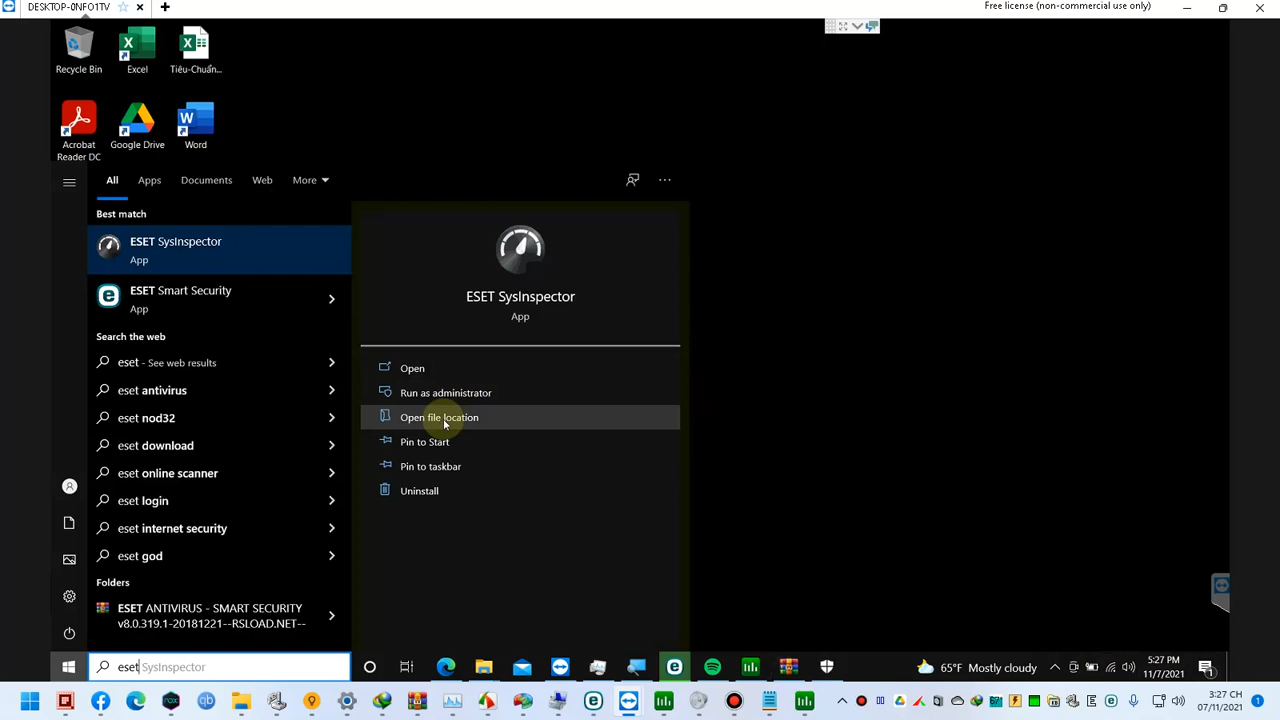 DESKTOP-0NFO1TV
Free license (non-commercial use only)
Recycle Bin
Excel
Tiêu-Chuẩn...
Acrobat
Reader DC
Google Drive
Word
All
Apps
Documents
Web
More
Best match
ESET SysInspector
App
ESET Smart Security
App
Search the web
eset - See web results
eset antivirus
eset nod32
eset download
eset online scanner
eset login
eset internet security
eset god
Folders
ESET ANTIVIRUS - SMART SECURITY
v8.0.319.1-20181221--RSLOAD.NET--
ESET SysInspector
App
Open
Run as administrator
Open file location
Pin to Start
Pin to taskbar
Uninstall
eset SysInspector
65°F Mostly cloudy
5:27 PM
11/7/2021
3:27 CH
07/11/2021